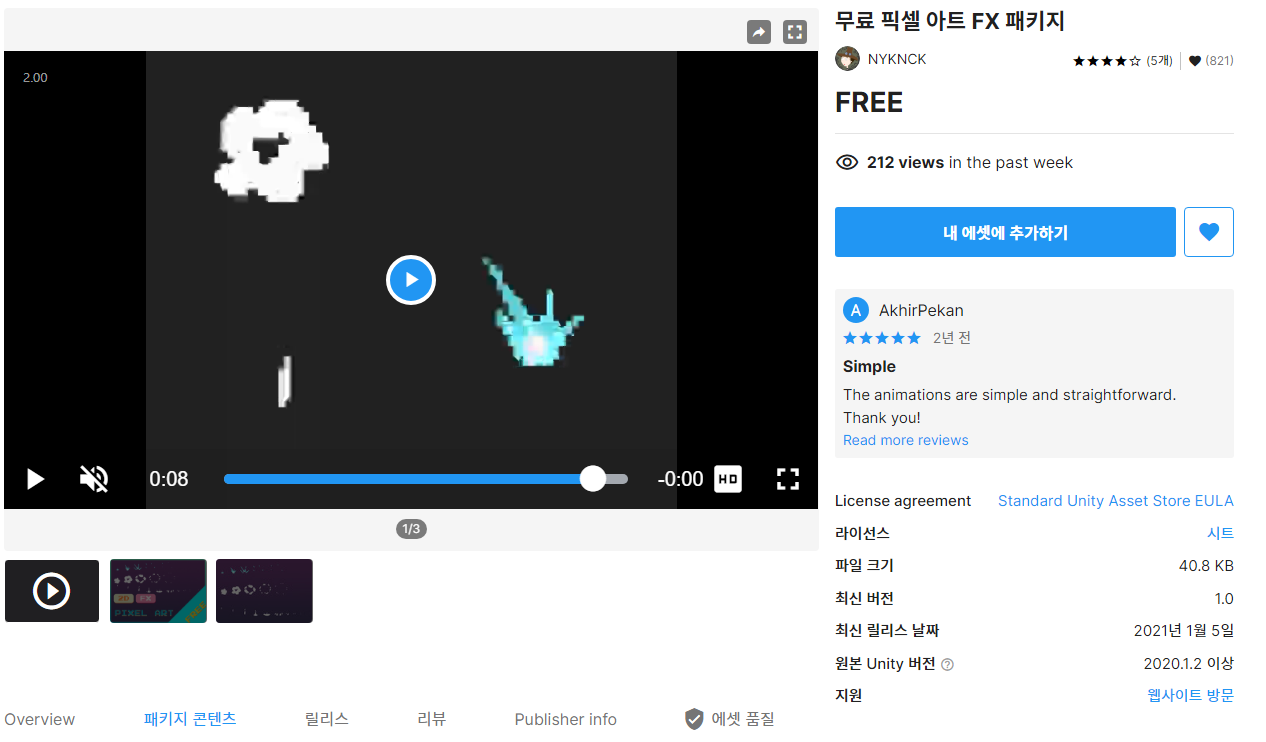 2.00
0:08
-0:00
HD
1/3
2D FX
PIXEL ART
FREE
Overview
패키지 콘텐츠
릴리스
리뷰
Publisher info
에셋 품질
무료 픽셀 아트 FX 패키지
NYKNCK
★★★★☆ (5개)
(821)
FREE
212 views in the past week
내 에셋에 추가하기
A AkhirPekan
★★★★★ 2년 전
Simple
The animations are simple and straightforward.
Thank you!
Read more reviews
License agreement Standard Unity Asset Store EULA
라이선스 시트
파일 크기 40.8 KB
최신 버전 1.0
최신 릴리스 날짜 2021년 1월 5일
원본 Unity 버전 ? 2020.1.2 이상
지원 웹사이트 방문